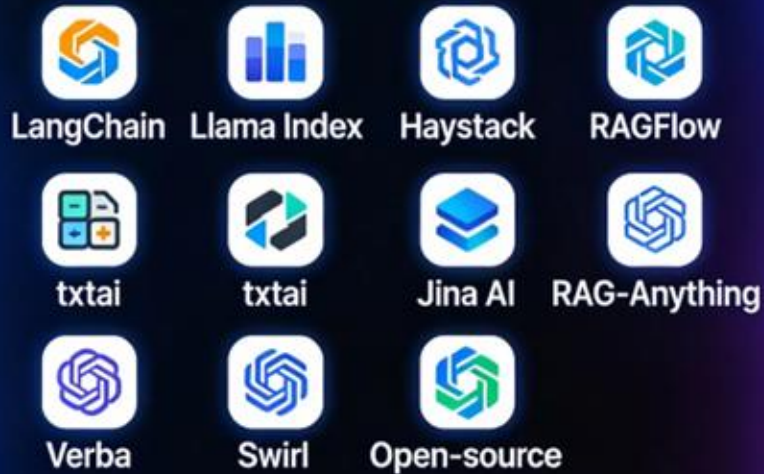 LangChain Llama Index Haystack RAGFlow
txtai txtai Jina AI RAG-Anything
Verba Swirl Open-source